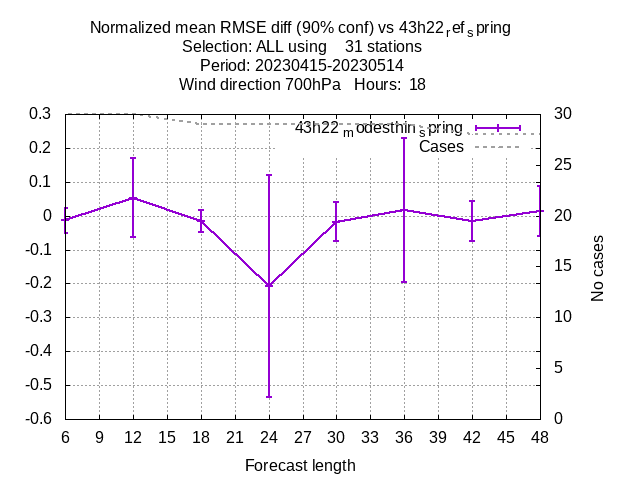 Normalized mean RMSE diff (90% conf) vs 43h22refspring
Selection: ALL using 31 stations
Period: 20230415-20230514
Wind direction 700hPa Hours: 18
43h22modesthinspring
Cases
0.3
0.2
0.1
0
-0.1
-0.2
-0.3
-0.4
-0.5
-0.6
30
25
20
15
10
5
0
No cases
6 9 12 15 18 21 24 27 30 33 36 39 42 45 48
Forecast length